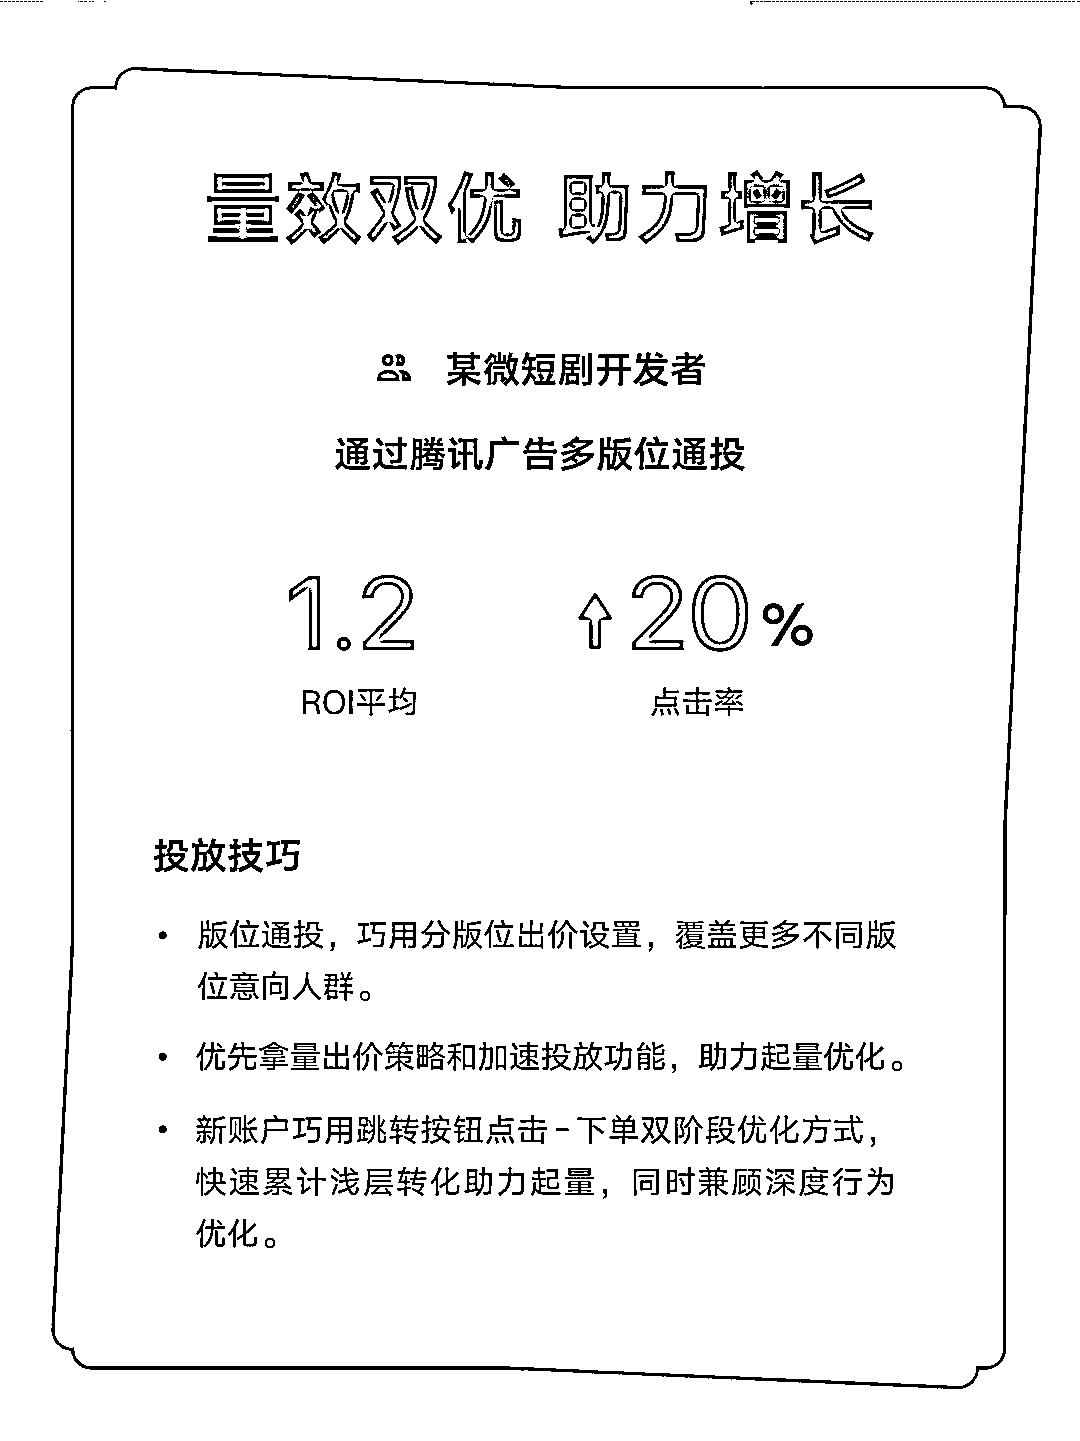 量效双优 助力增长
某微短剧开发者
通过腾讯广告多版位通投
1.2 ↑20%
ROI平均 点击率
投放技巧
• 版位通投，巧用分版位出价设置，覆盖更多不同版
位意向人群。
• 优先拿量出价策略和加速投放功能，助力起量优化。
• 新账户巧用跳转按钮点击-下单双阶段优化方式，
快速累计浅层转化助力起量，同时兼顾深度行为
优化。